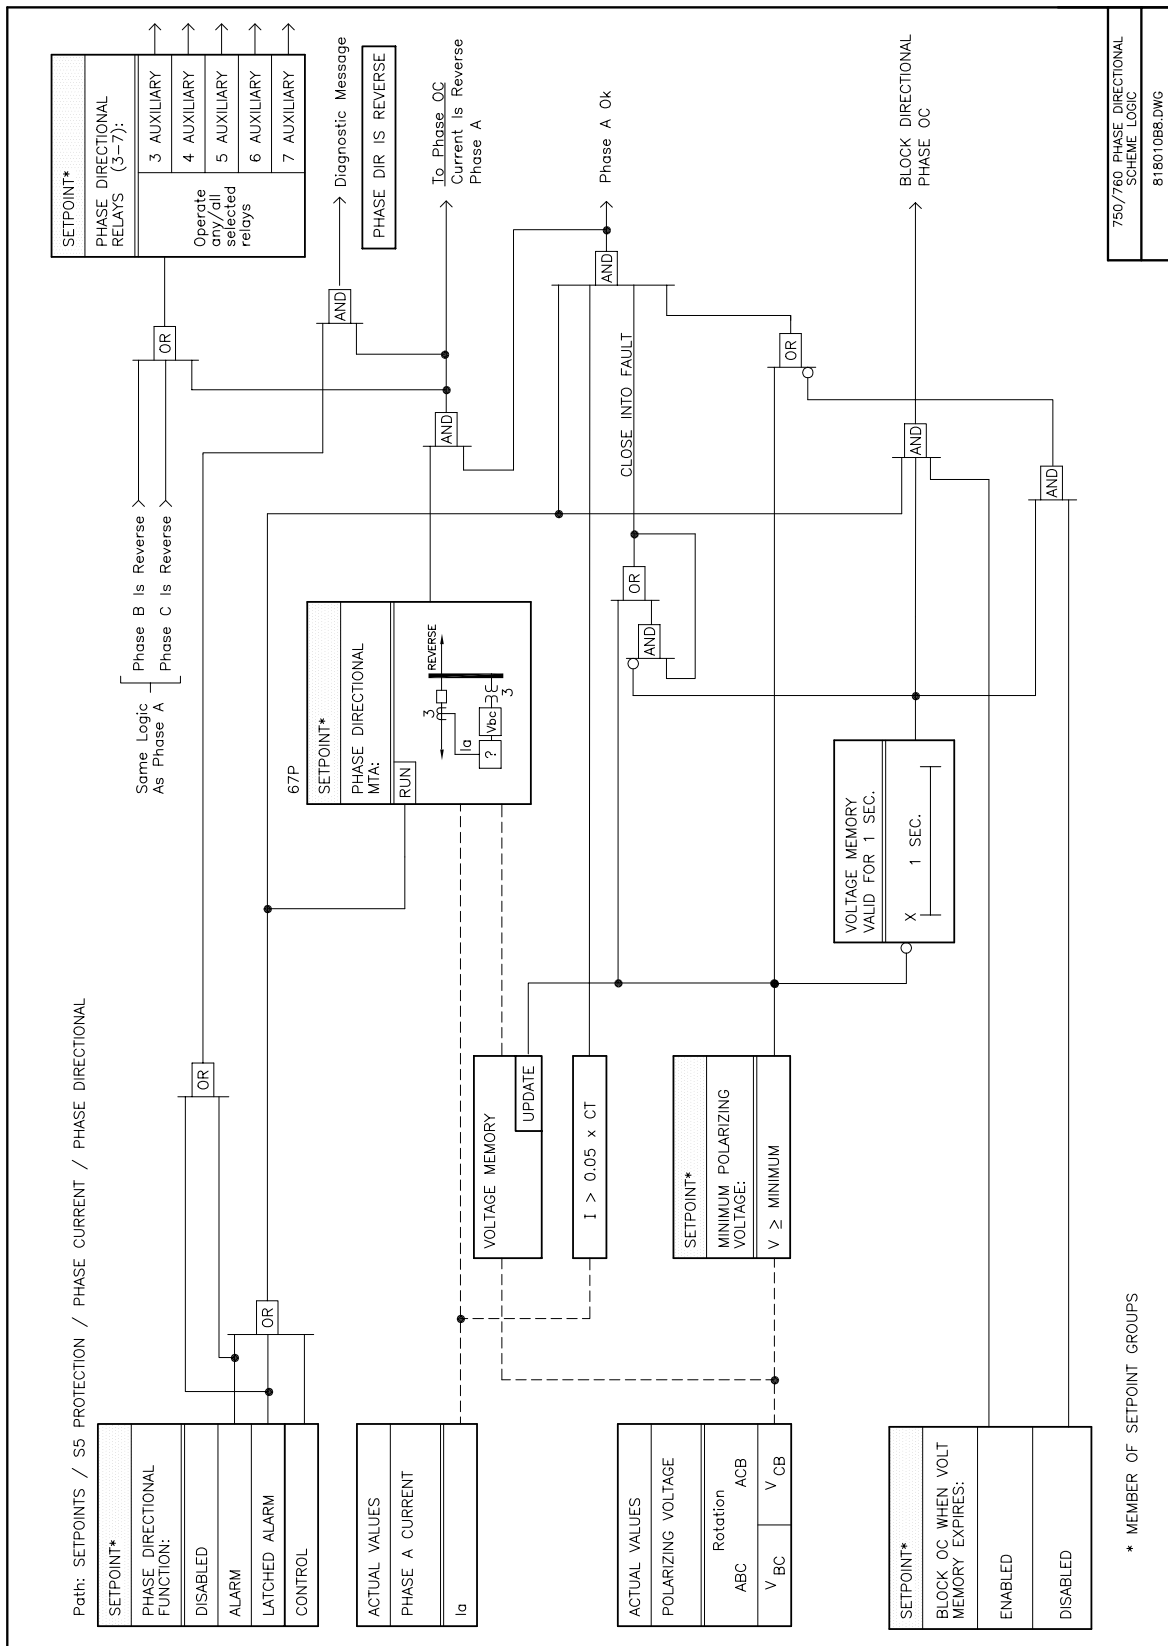 Path: SETPOINTS / S5 PROTECTION / PHASE CURRENT / PHASE DIRECTIONAL
SETPOINT*
PHASE DIRECTIONAL
FUNCTION:
DISABLED
ALARM
LATCHED ALARM
CONTROL
OR
OR
Same Logic
As Phase A
Phase B Is Reverse
Phase C Is Reverse
OR
SETPOINT*
PHASE DIRECTIONAL
RELAYS (3-7):
Operate
any/all
selected
relays
3 AUXILIARY
4 AUXILIARY
5 AUXILIARY
6 AUXILIARY
7 AUXILIARY
AND
Diagnostic Message
PHASE DIR IS REVERSE
ACTUAL VALUES
PHASE A CURRENT
Ia
67P
SETPOINT*
PHASE DIRECTIONAL
MTA:
RUN
REVERSE
3
Ia
?
Vbc
3
AND
To Phase OC
Current Is Reverse
Phase A
VOLTAGE MEMORY
UPDATE
I > 0.05 x CT
AND
Phase A Ok
ACTUAL VALUES
POLARIZING VOLTAGE
Rotation
ABC
ACB
V BC
V CB
SETPOINT*
MINIMUM POLARIZING
VOLTAGE:
V ≥ MINIMUM
AND
OR
CLOSE INTO FAULT
OR
VOLTAGE MEMORY
VALID FOR 1 SEC.
X
1 SEC.
AND
BLOCK DIRECTIONAL
PHASE OC
SETPOINT*
BLOCK OC WHEN VOLT
MEMORY EXPIRES:
ENABLED
DISABLED
AND
* MEMBER OF SETPOINT GROUPS
750/760 PHASE DIRECTIONAL
SCHEME LOGIC
818010B8.DWG